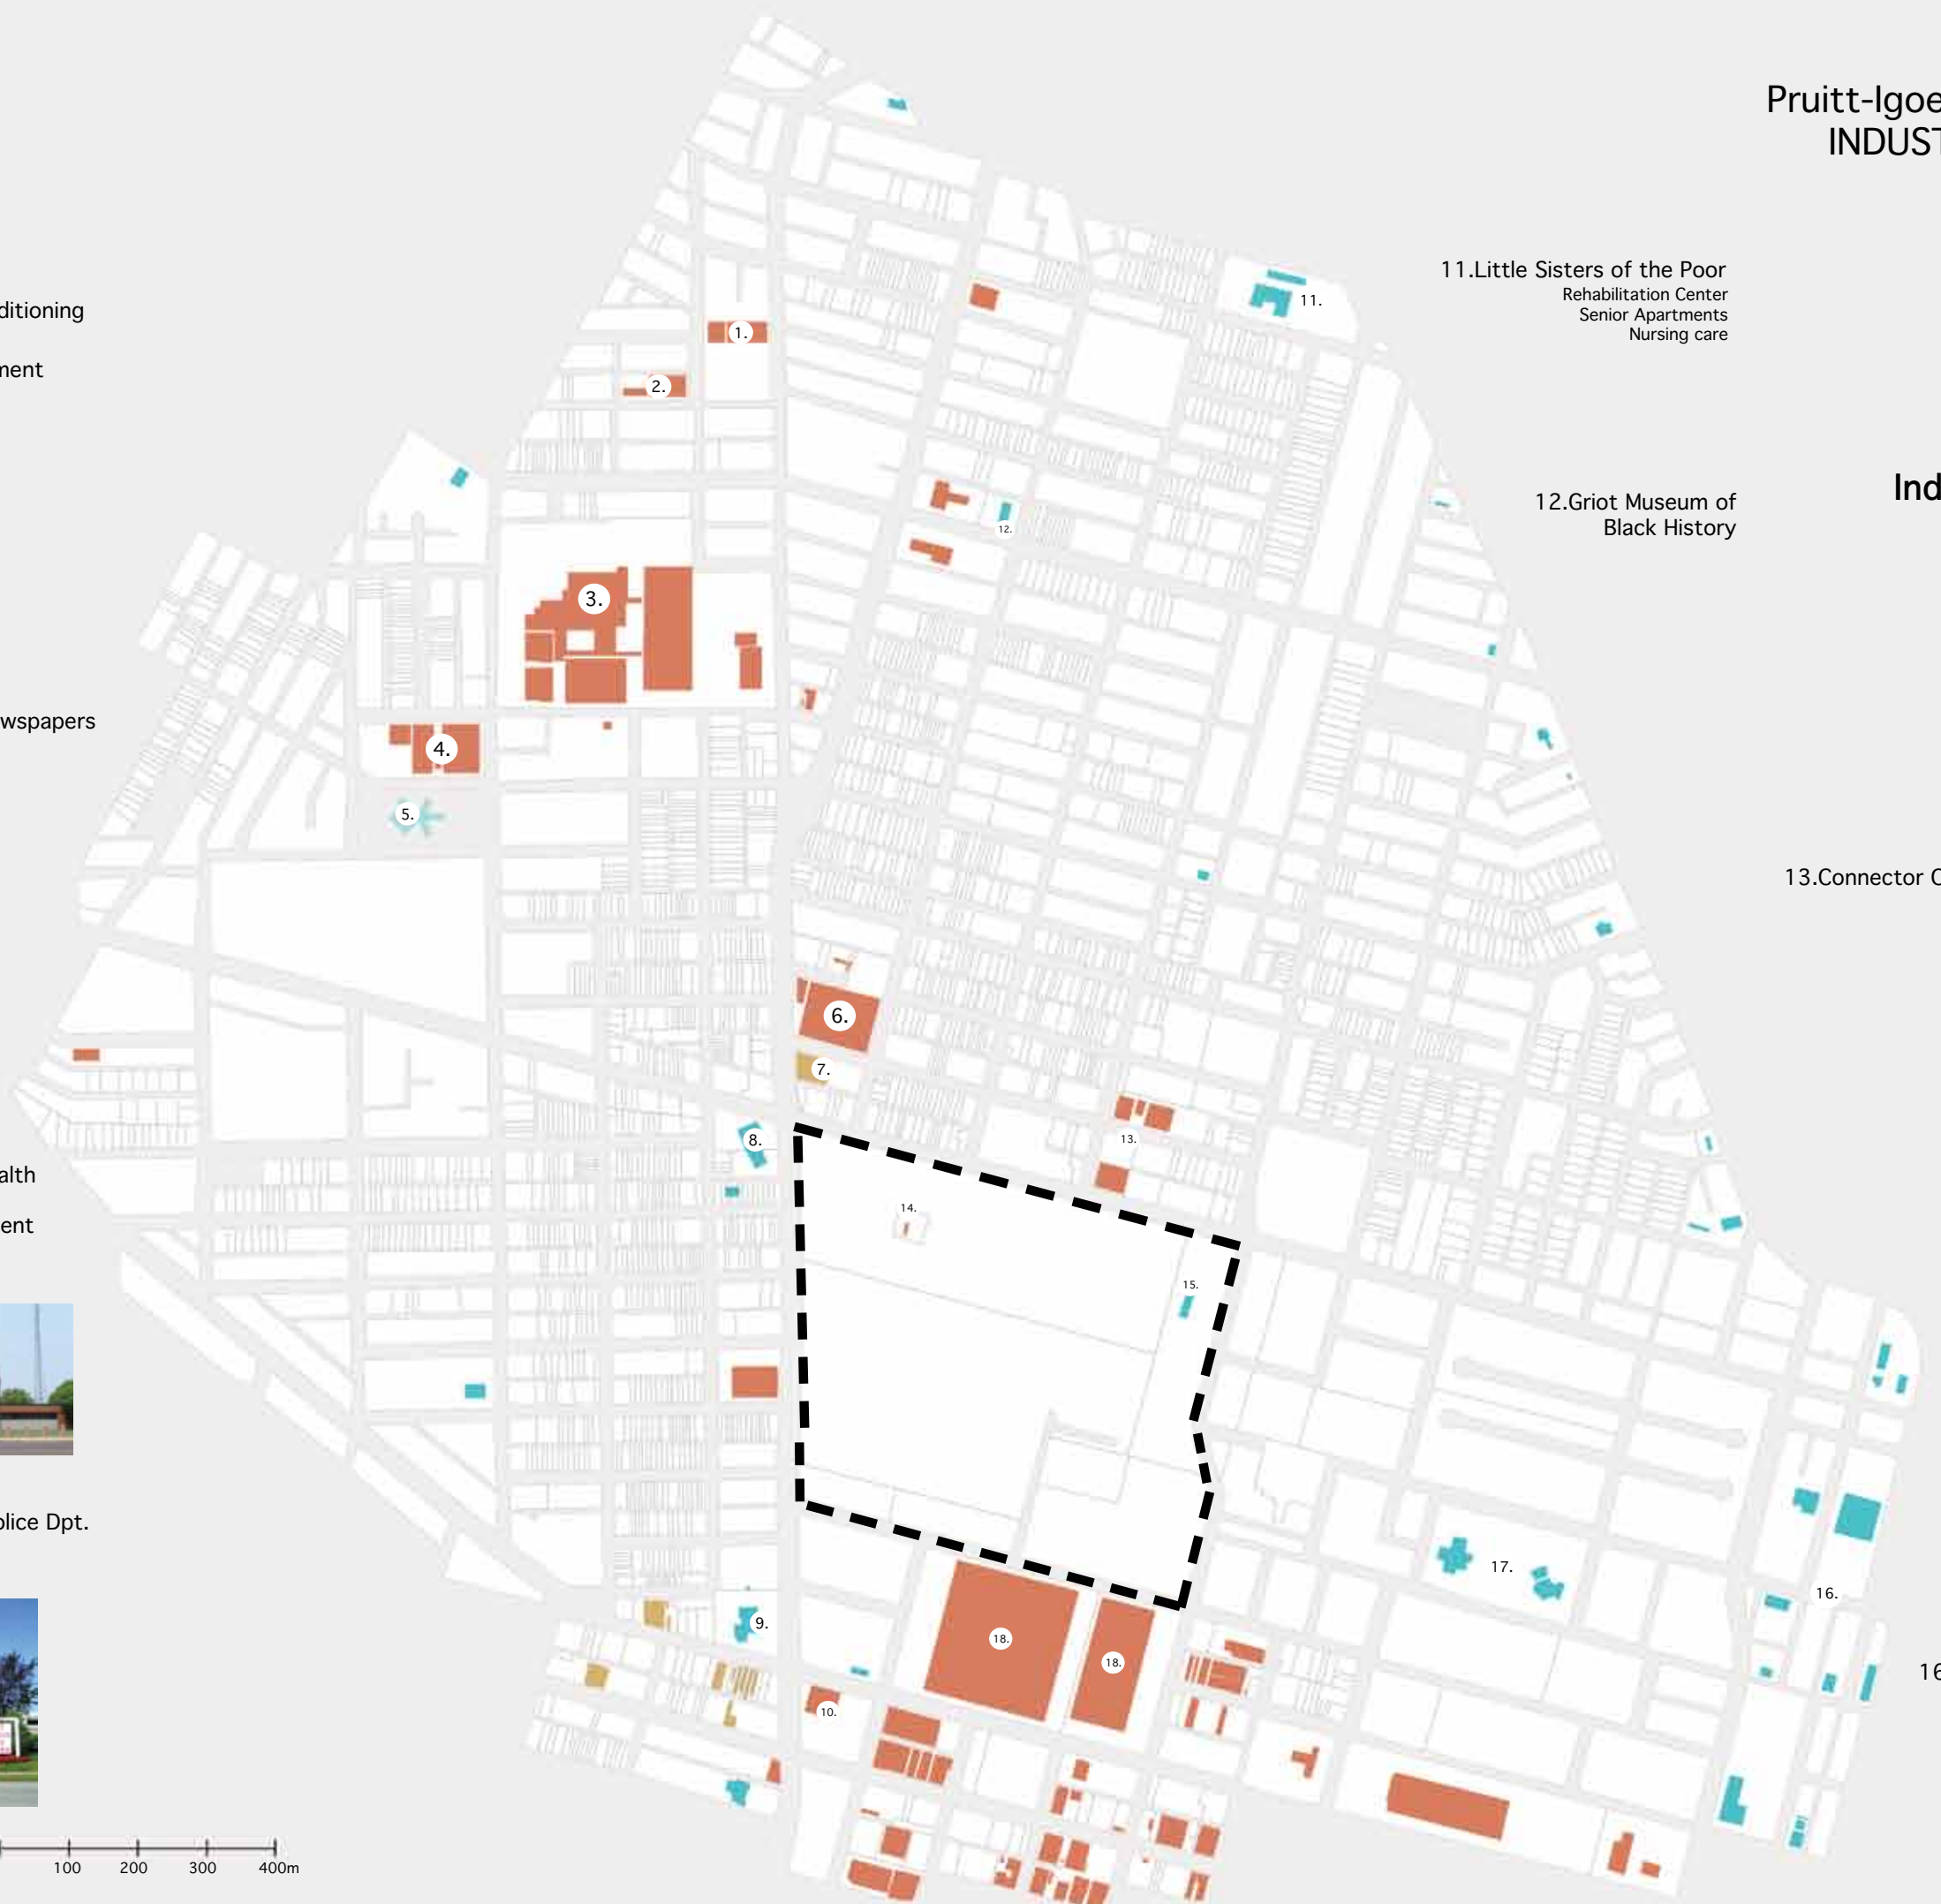 Pruitt-Igoe
INDUST
ditioning
ment
wspapers
alth
ent
olice Dpt.
11.Little Sisters of the Poor
Rehabilitation Center
Senior Apartments
Nursing care
Ind
12.Griot Museum of
Black History
13.Connector C
16
1.
2.
3.
4.
5.
6.
7.
8.
9.
10.
11.
12.
13.
14.
15.
16.
17.
18.
18.
100 200 300 400m